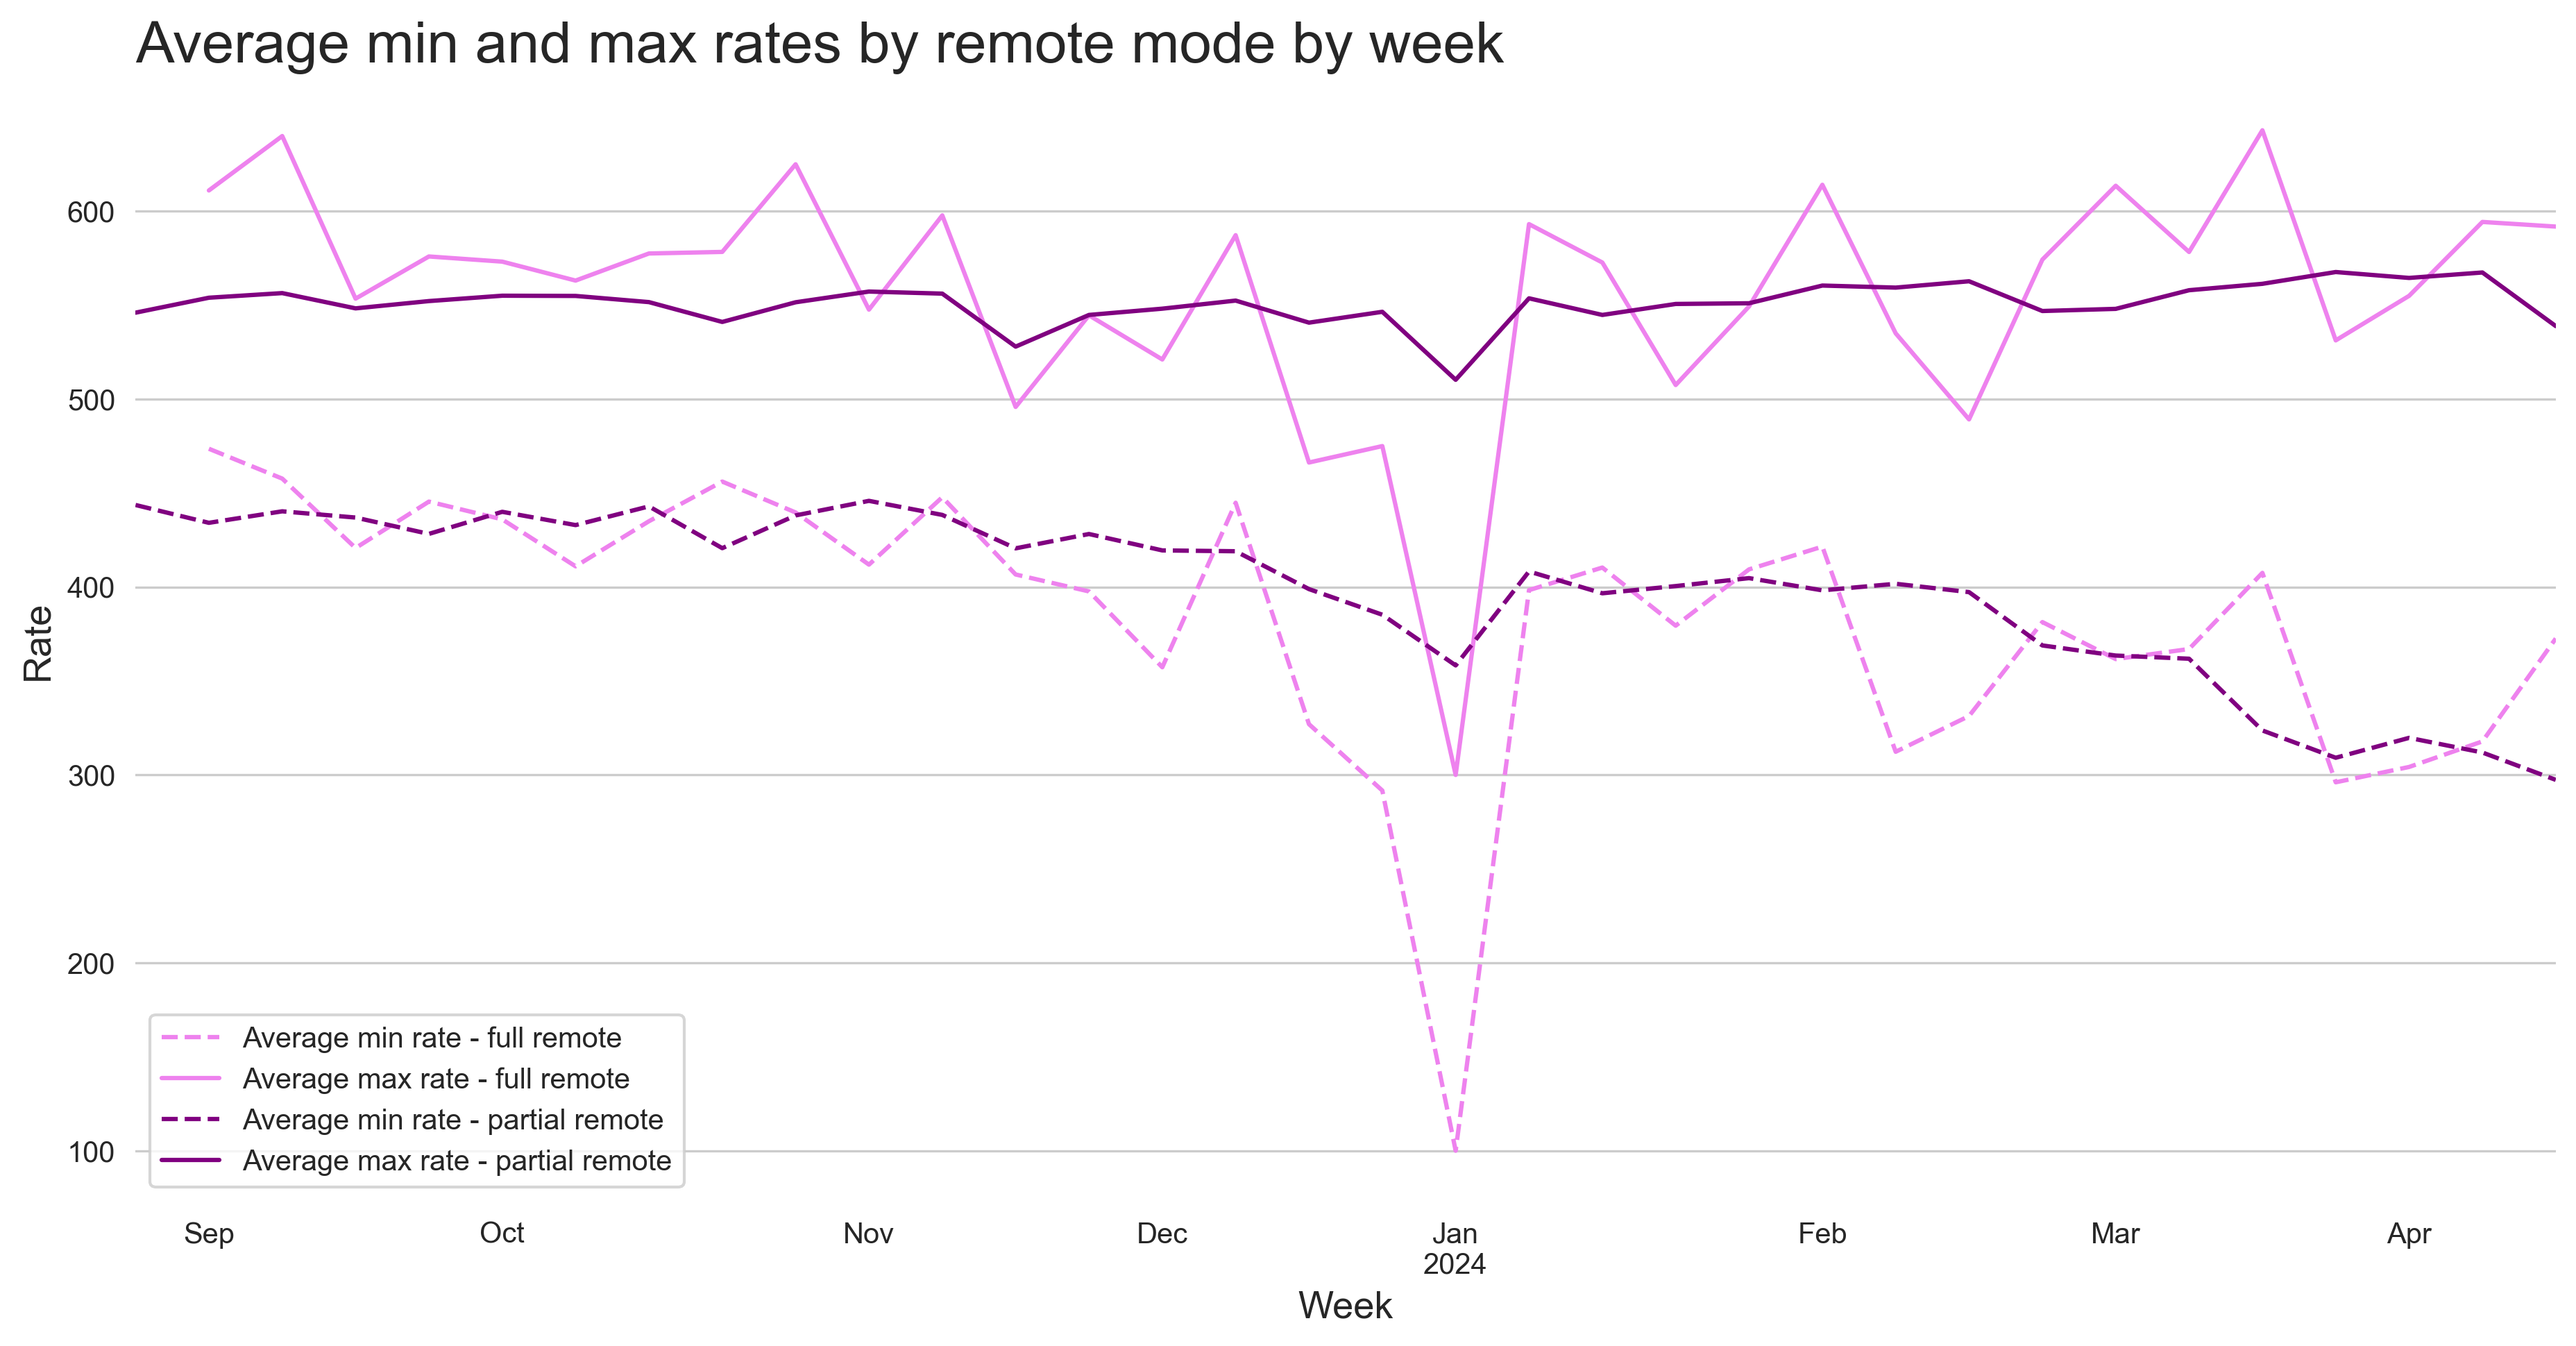 Average min and max rates by remote mode by week
600
500
400
300
200
100
Rate
Average min rate - full remote
Average max rate - full remote
Average min rate - partial remote
Average max rate - partial remote
Sep Oct Nov Dec Jan Feb Mar Apr
2024
Week